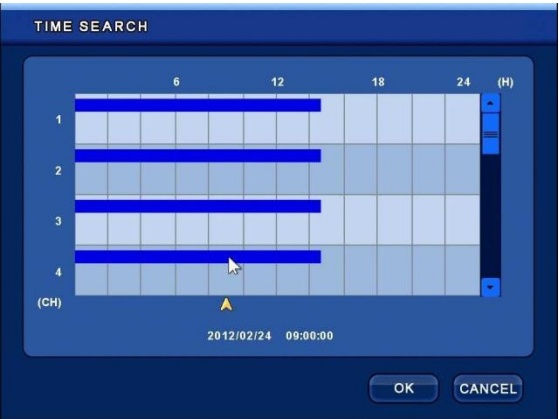 TIME SEARCH
6 12 18 24 (H)
1
2
3
4
(CH)
2012/02/24 09:00:00
OK CANCEL